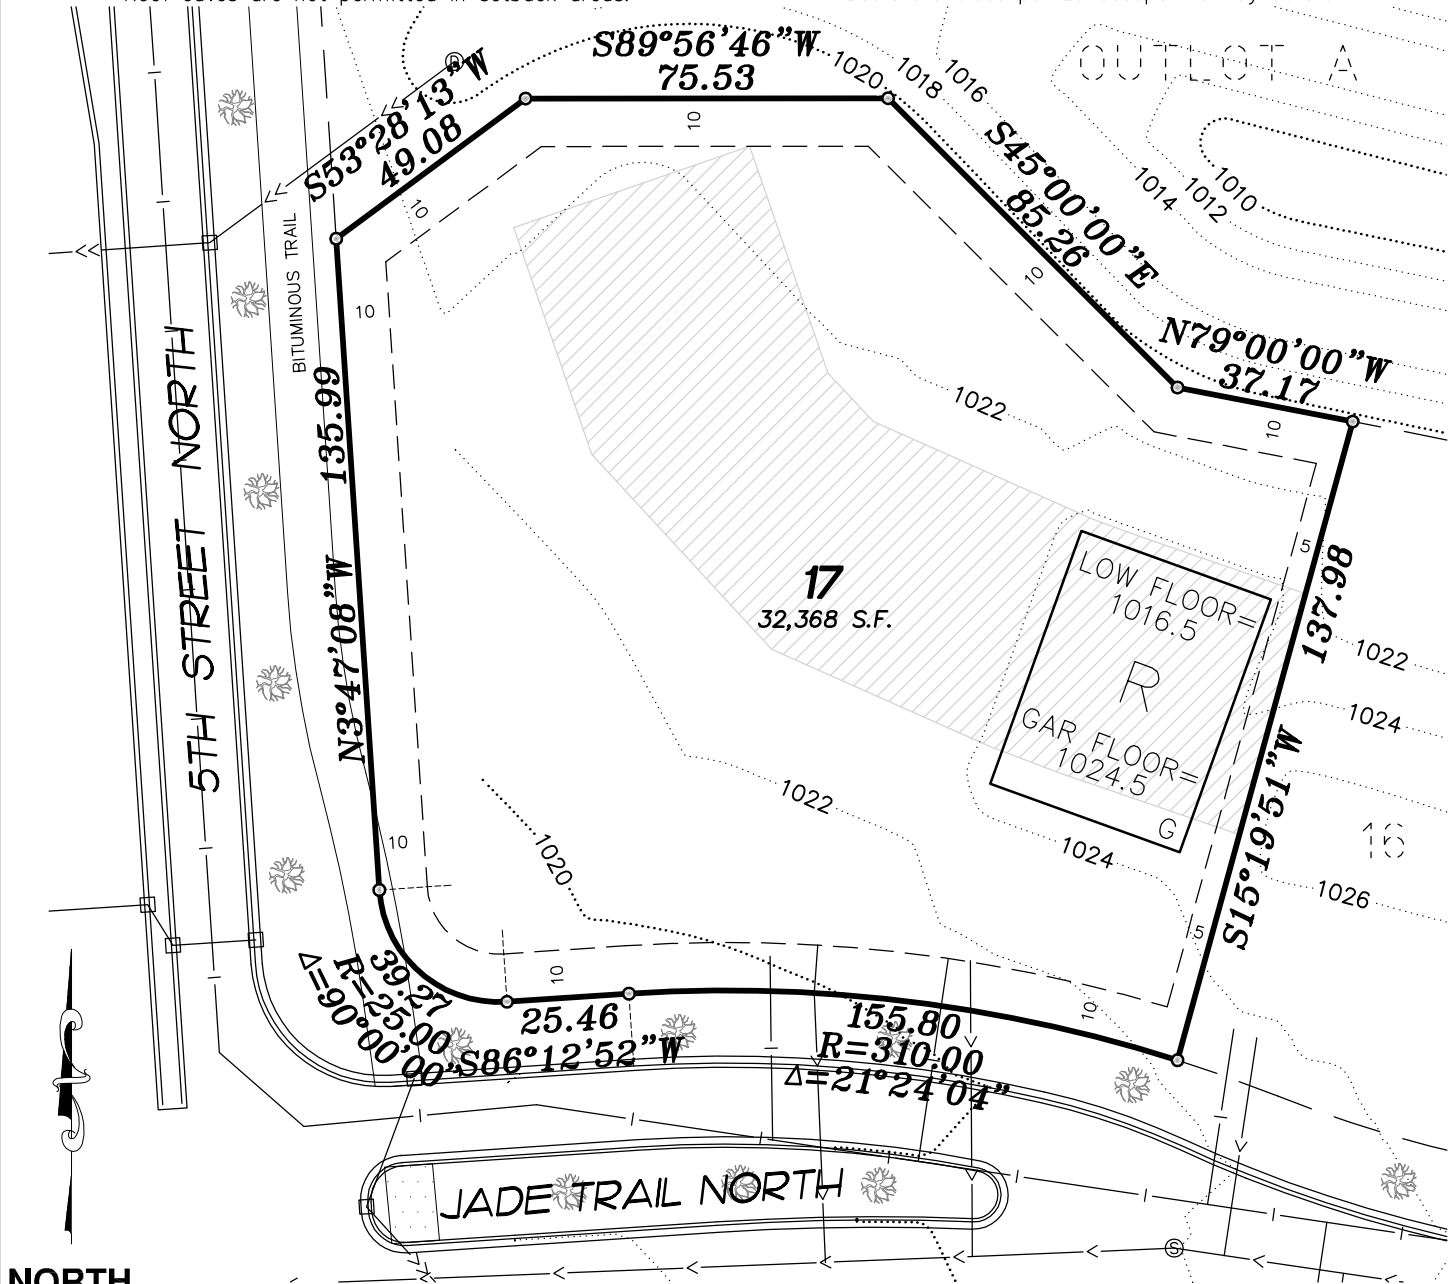 S89°56'46"W
75.53
S53°28'13"W
49.08
1020
1018
1016
OUTLOT A
1014
1012
1010
S45°00'00"E
85.26
N79°00'00"W
37.17
10
10
10
10
10
BITUMINOUS TRAIL
5TH STREET NORTH
135.99
N3°47'08"W
1022
5
137.98
S15°19'51"W
17
32,368 S.F.
LOW FLOOR=
1016.5
R
GAR FLOOR=
1024.5
G
1022
1024
16
1026
1022
1024
1020
10
10
10
5
39.27
R=25.00
Δ=90°00'00"
25.46
S86°12'52"W
155.80
R=310.00
Δ=21°24'04"
JADE TRAIL NORTH
S
NORTH